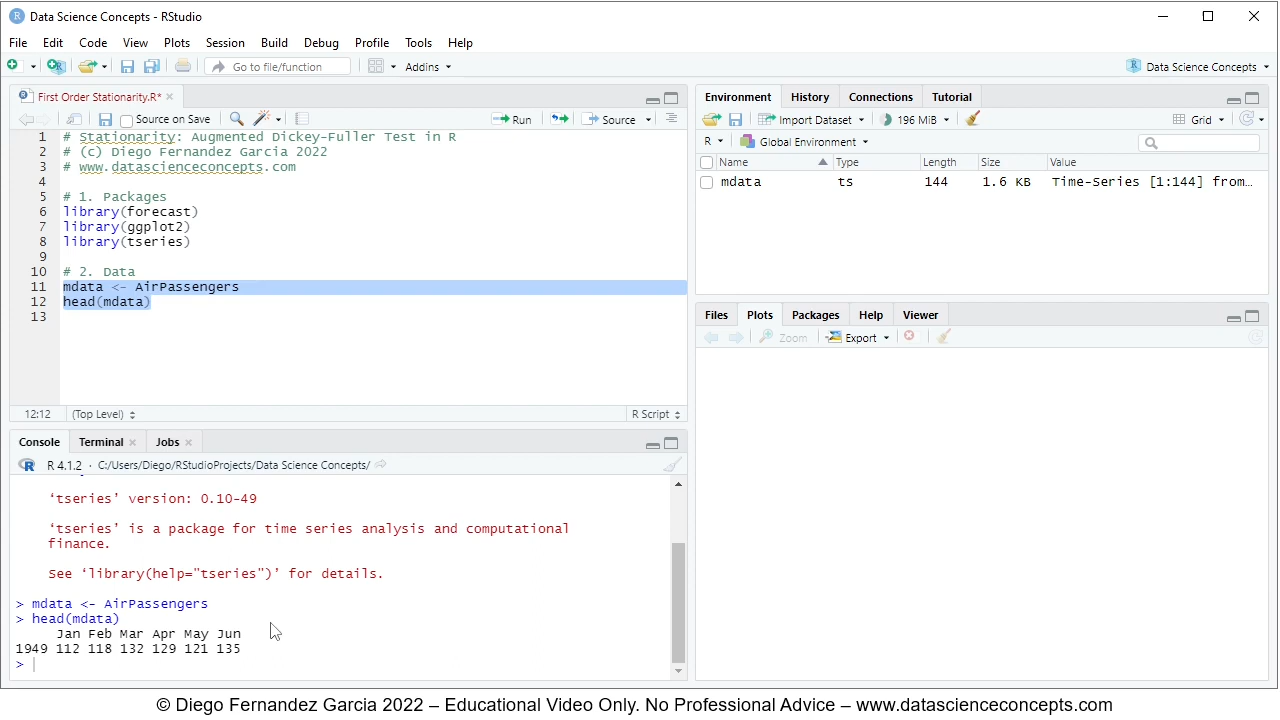 Data Science Concepts - RStudio
File Edit Code View Plots Session Build Debug Profile Tools Help
Go to file/function Addins Data Science Concepts
First Order Stationarity.R*
Source on Save Run Source
1 # Stationarity: Augmented Dickey-Fuller Test in R
2 # (c) Diego Fernandez Garcia 2022
3 # www.datascienceconcepts.com
4
5 # 1. Packages
6 library(forecast)
7 library(ggplot2)
8 library(tseries)
9
10 # 2. Data
11 mdata <- AirPassengers
12 head(mdata)
13
12:12 (Top Level) R Script
Console Terminal Jobs
R 4.1.2 · C:/Users/Diego/RStudioProjects/Data Science Concepts/
‘tseries’ version: 0.10-49
‘tseries’ is a package for time series analysis and computational
finance.
See ‘library(help="tseries")’ for details.
> mdata <- AirPassengers
> head(mdata)
Jan Feb Mar Apr May Jun
1949 112 118 132 129 121 135
>
Environment History Connections Tutorial
Import Dataset 196 MiB Grid
R Global Environment
Name Type Length Size Value
mdata ts 144 1.6 KB Time-Series [1:144] from…
Files Plots Packages Help Viewer
Zoom Export
© Diego Fernandez Garcia 2022 – Educational Video Only. No Professional Advice – www.datascienceconcepts.com